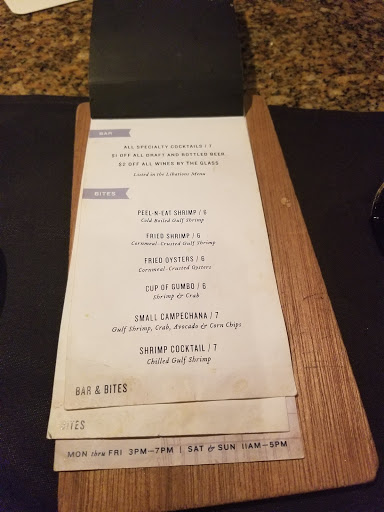 BAR
ALL SPECIALTY COCKTAILS / 7
$1 OFF ALL DRAFT AND BOTTLED BEER
$2 OFF ALL WINES BY THE GLASS
Listed in the Libations Menu
BITES
PEEL-N-EAT SHRIMP / 6
Cold Boiled Gulf Shrimp
FRIED SHRIMP / 6
Cornmeal-Crusted Gulf Shrimp
FRIED OYSTERS / 6
Cornmeal-Crusted Oysters
CUP OF GUMBO / 6
Shrimp & Crab
SMALL CAMPECHANA / 7
Gulf Shrimp, Crab, Avocado & Corn Chips
SHRIMP COCKTAIL / 7
Chilled Gulf Shrimp
BAR & BITES
BITES
MON thru FRI 3PM–7PM | SAT & SUN 11AM–5PM